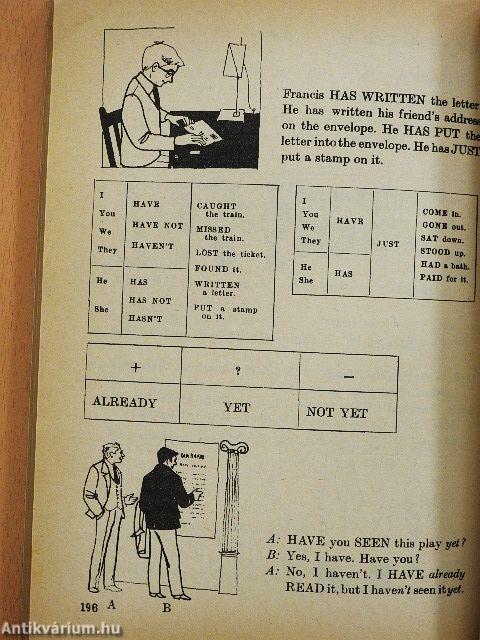 Francis HAS WRITTEN the letter
He has written his friend's address
on the envelope. He HAS PUT the
letter into the envelope. He has JUST
put a stamp on it.
I
You
We
They
HAVE
HAVE NOT
HAVEN'T
He
She
HAS
HAS NOT
HASN'T
CAUGHT
the train.
MISSED
the train.
LOST the ticket.
FOUND it.
WRITTEN
a letter.
PUT a stamp
on it.
I
You
We
They
HAVE
He
She
HAS
JUST
COME in.
GONE out.
SAT down.
STOOD up.
HAD a bath.
PAID for it.
+ ? −
ALREADY YET NOT YET
A: HAVE you SEEN this play yet?
B: Yes, I have. Have you?
A: No, I haven't. I HAVE already
READ it, but I haven't seen it yet.
196 A B
Antikvárium.hu